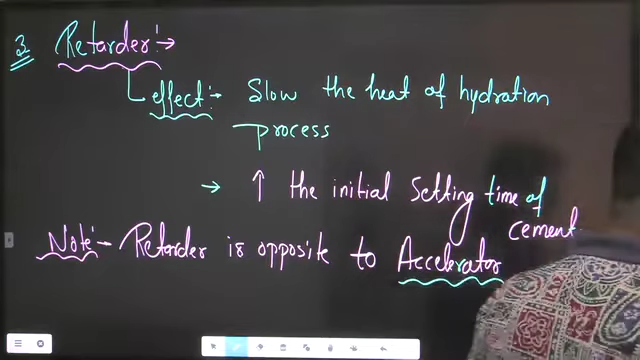 3 Retarder:→
effect:- Slow the heat of hydration
process
→ ↑ the initial Setting time of
cement
Note:- Retarder is opposite to Accelerator